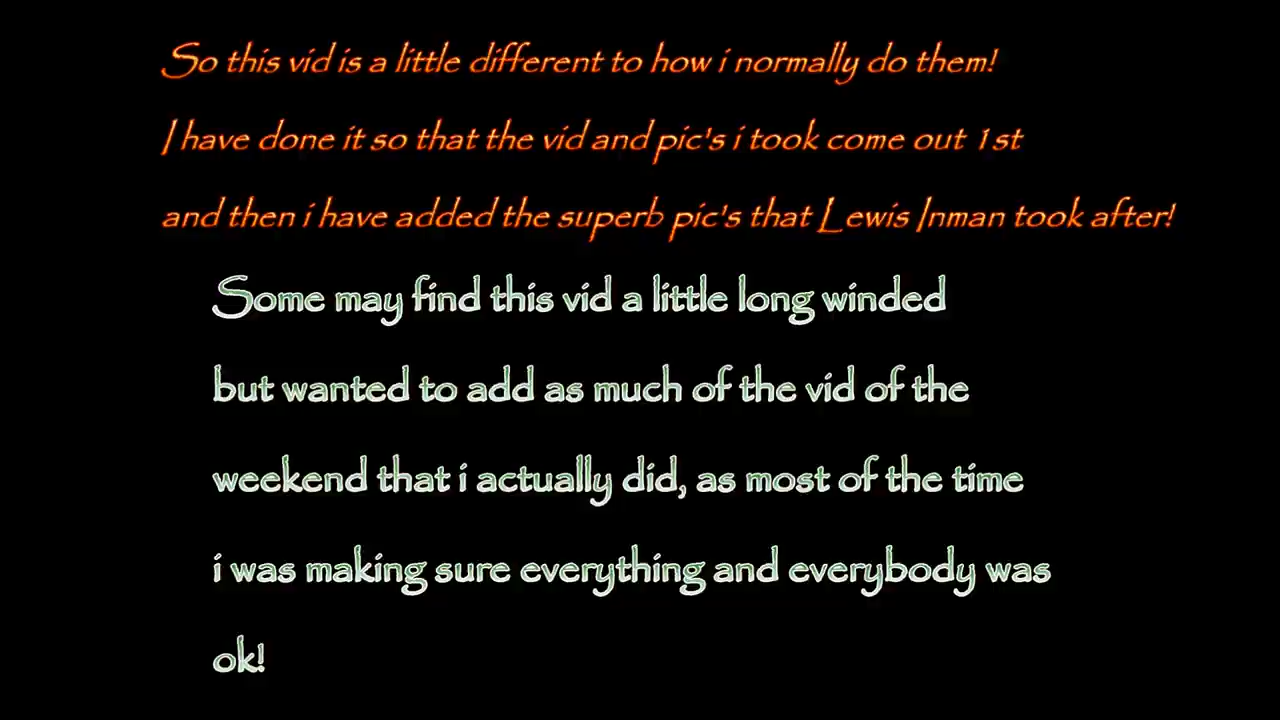 So this vid is a little different to how i normally do them!
I have done it so that the vid and pic's i took come out 1st
and then i have added the superb pic's that Lewis Inman took after!
Some may find this vid a little long winded
but wanted to add as much of the vid of the
weekend that i actually did, as most of the time
i was making sure everything and everybody was
ok!